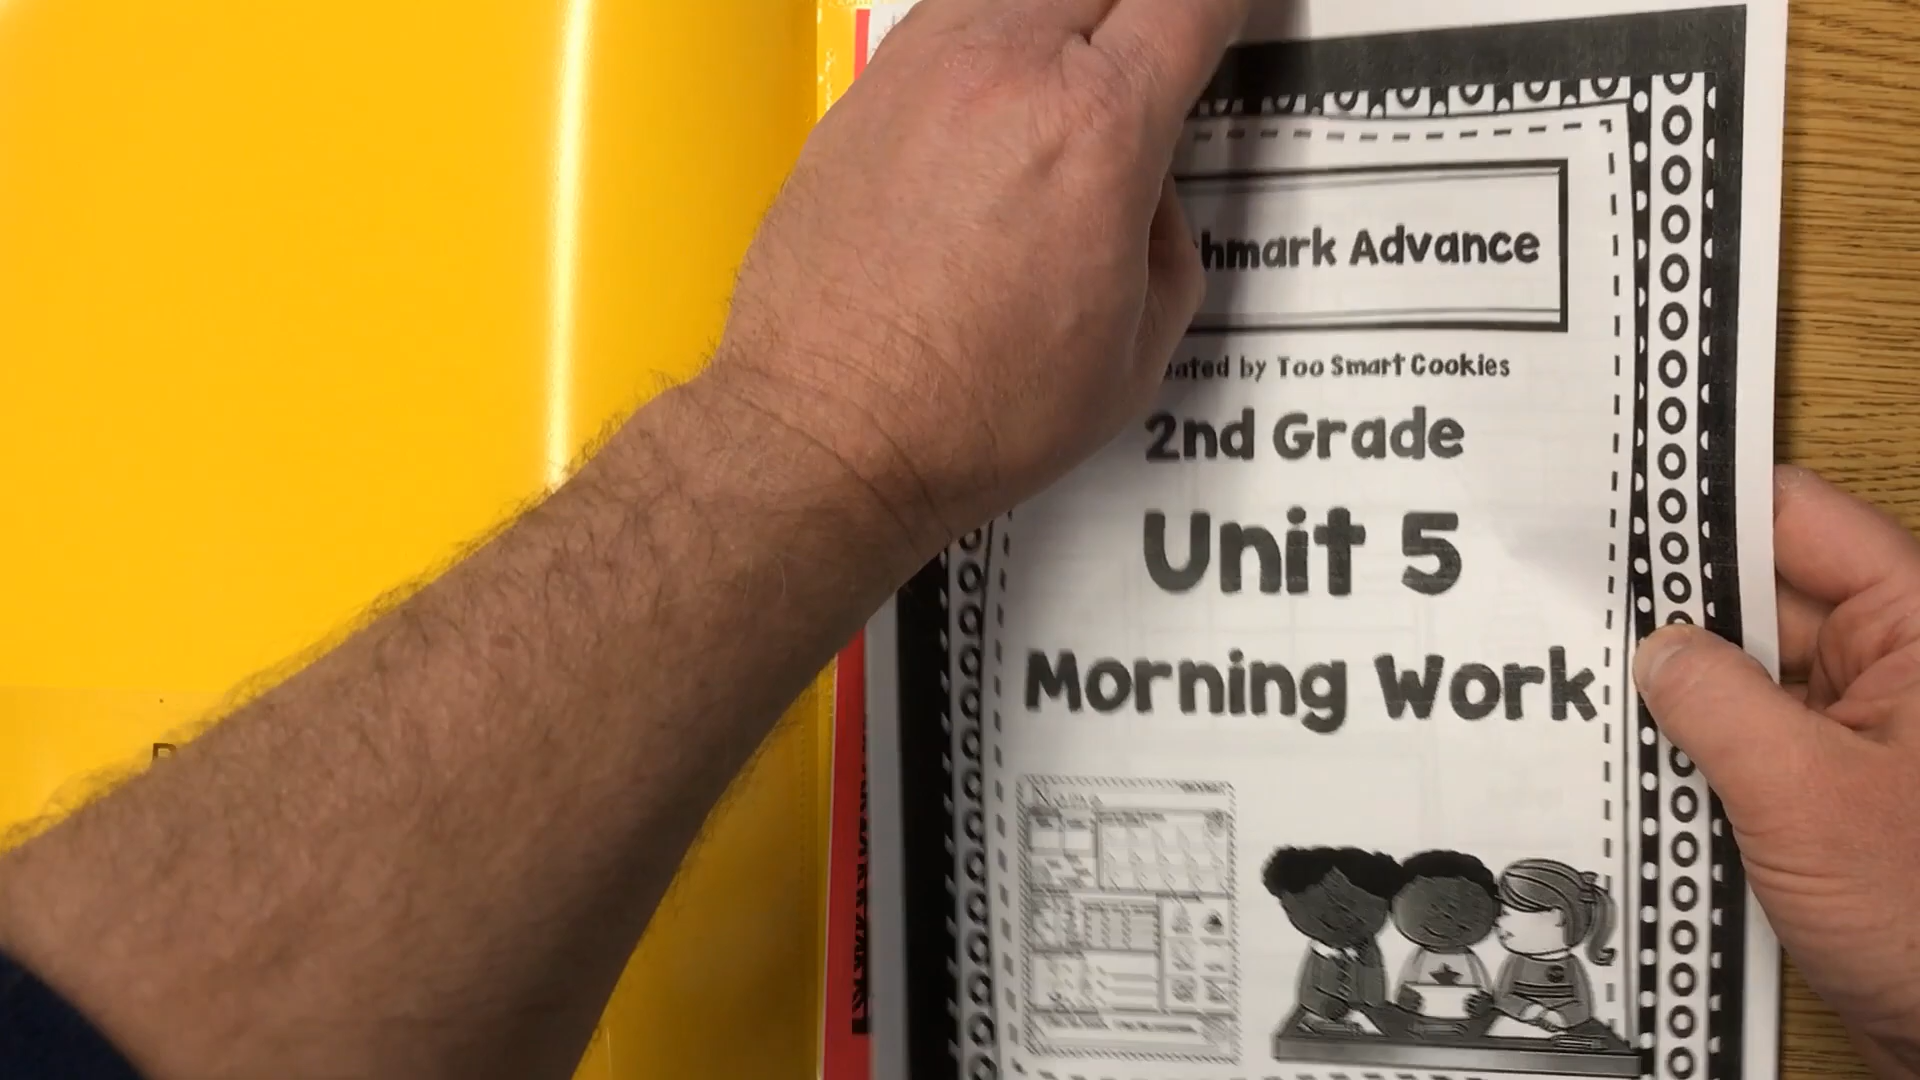 hmark Advance
ated by Too Smart Cookies
2nd Grade
Unit 5
Morning Work